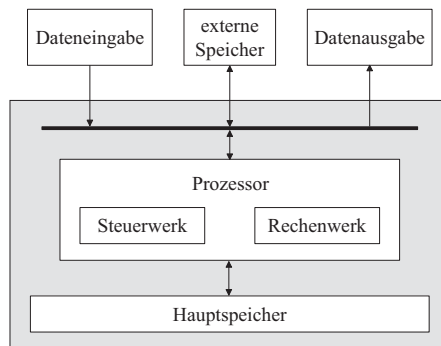 Dateneingabe
externe
Speicher
Datenausgabe
Prozessor
Steuerwerk
Rechenwerk
Hauptspeicher